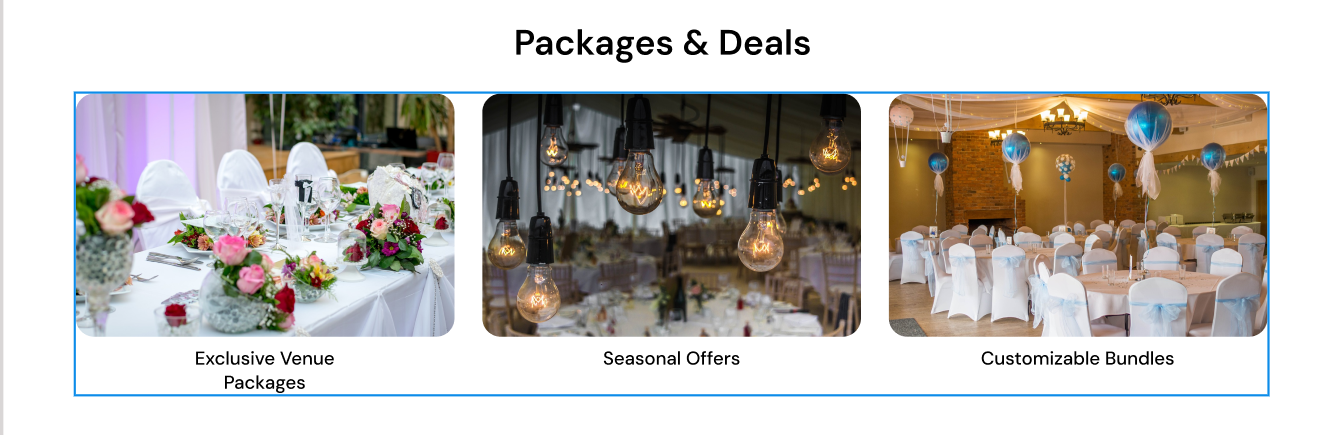 Packages & Deals
Exclusive Venue
Packages
Seasonal Offers
Customizable Bundles